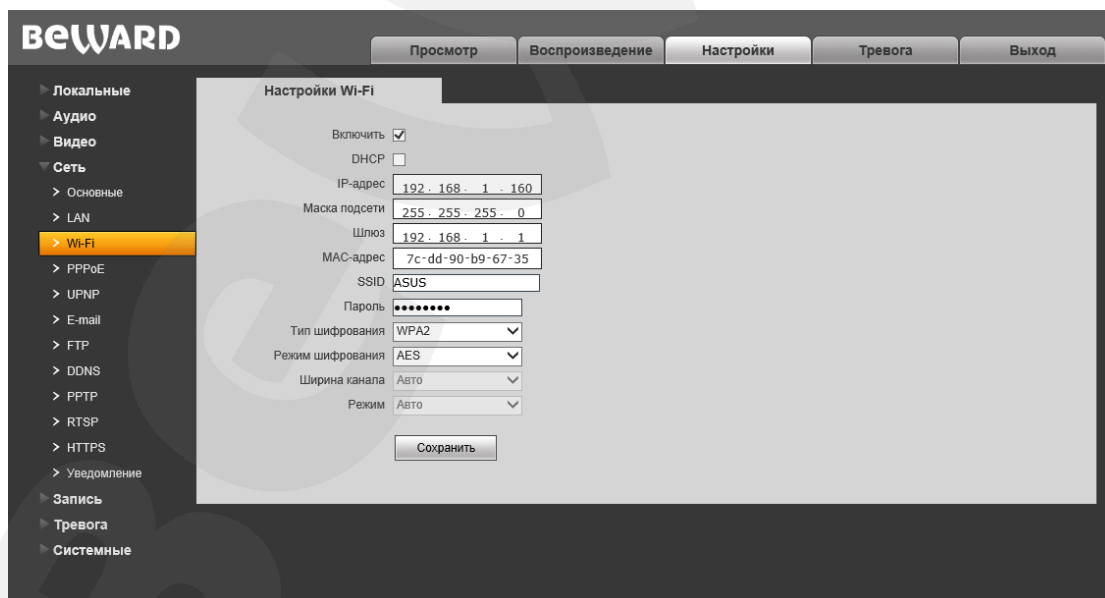 BEWARD
Просмотр Воспроизведение Настройки Тревога Выход
Локальные
Аудио
Видео
Сеть
> Основные
> LAN
> Wi-Fi
> PPPoE
> UPNP
> E-mail
> FTP
> DDNS
> PPTP
> RTSP
> HTTPS
> Уведомление
Запись
Тревога
Системные
Настройки Wi-Fi
Включить
DHCP
IP-адрес 192. 168. 1 . 160
Маска подсети 255. 255. 255. 0
Шлюз 192. 168. 1 . 1
MAC-адрес 7c-dd-90-b9-67-35
SSID ASUS
Пароль ••••••••
Тип шифрования WPA2
Режим шифрования AES
Ширина канала Авто
Режим Авто
Сохранить